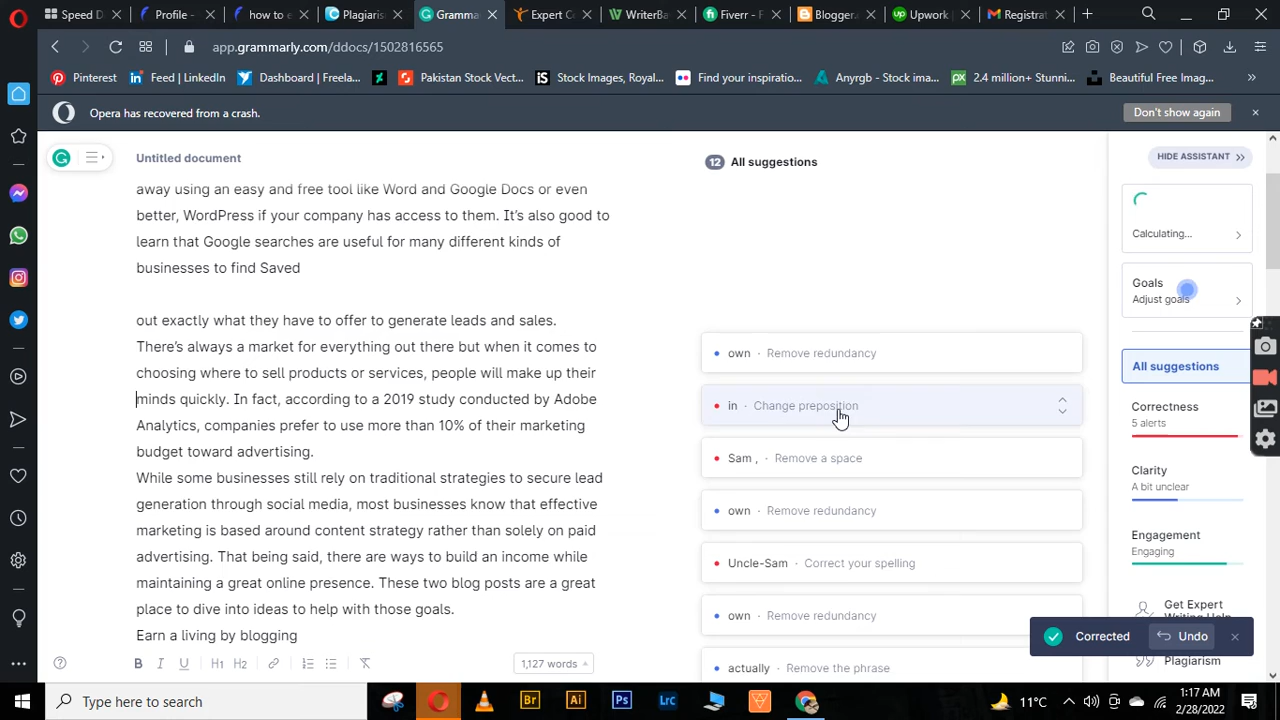 Speed D
Profile -
how to e
Plagiaris
Gramma
Expert C
WriterBa
Fiverr -
Blogger
Upwork
Registrat
app.grammarly.com/ddocs/1502816565
Pinterest
Feed | LinkedIn
Dashboard | Freela...
Pakistan Stock Vect...
iS
Stock Images, Royal...
Find your inspiratio...
Anyrgb - Stock ima...
px
2.4 million+ Stunni...
Beautiful Free Imag...
Opera has recovered from a crash.
Don't show again
Untitled document
12 All suggestions
HIDE ASSISTANT
away using an easy and free tool like Word and Google Docs or even
better, WordPress if your company has access to them. It's also good to
learn that Google searches are useful for many different kinds of
businesses to find Saved
out exactly what they have to offer to generate leads and sales.
There's always a market for everything out there but when it comes to
choosing where to sell products or services, people will make up their
minds quickly. In fact, according to a 2019 study conducted by Adobe
Analytics, companies prefer to use more than 10% of their marketing
budget toward advertising.
While some businesses still rely on traditional strategies to secure lead
generation through social media, most businesses know that effective
marketing is based around content strategy rather than solely on paid
advertising. That being said, there are ways to build an income while
maintaining a great online presence. These two blog posts are a great
place to dive into ideas to help with those goals.
Earn a living by blogging
own · Remove redundancy
in · Change preposition
Sam , · Remove a space
own · Remove redundancy
Uncle-Sam · Correct your spelling
own · Remove redundancy
actually · Remove the phrase
Calculating...
Goals
Adjust goals
All suggestions
Correctness
5 alerts
Clarity
A bit unclear
Engagement
Engaging
Get Expert
Writing Help
Plagiarism
Corrected
Undo
B I U H1 H2
1,127 words
Type here to search
Br
Ai
Ps
Lrc
11°C
1:17 AM
2/28/2022